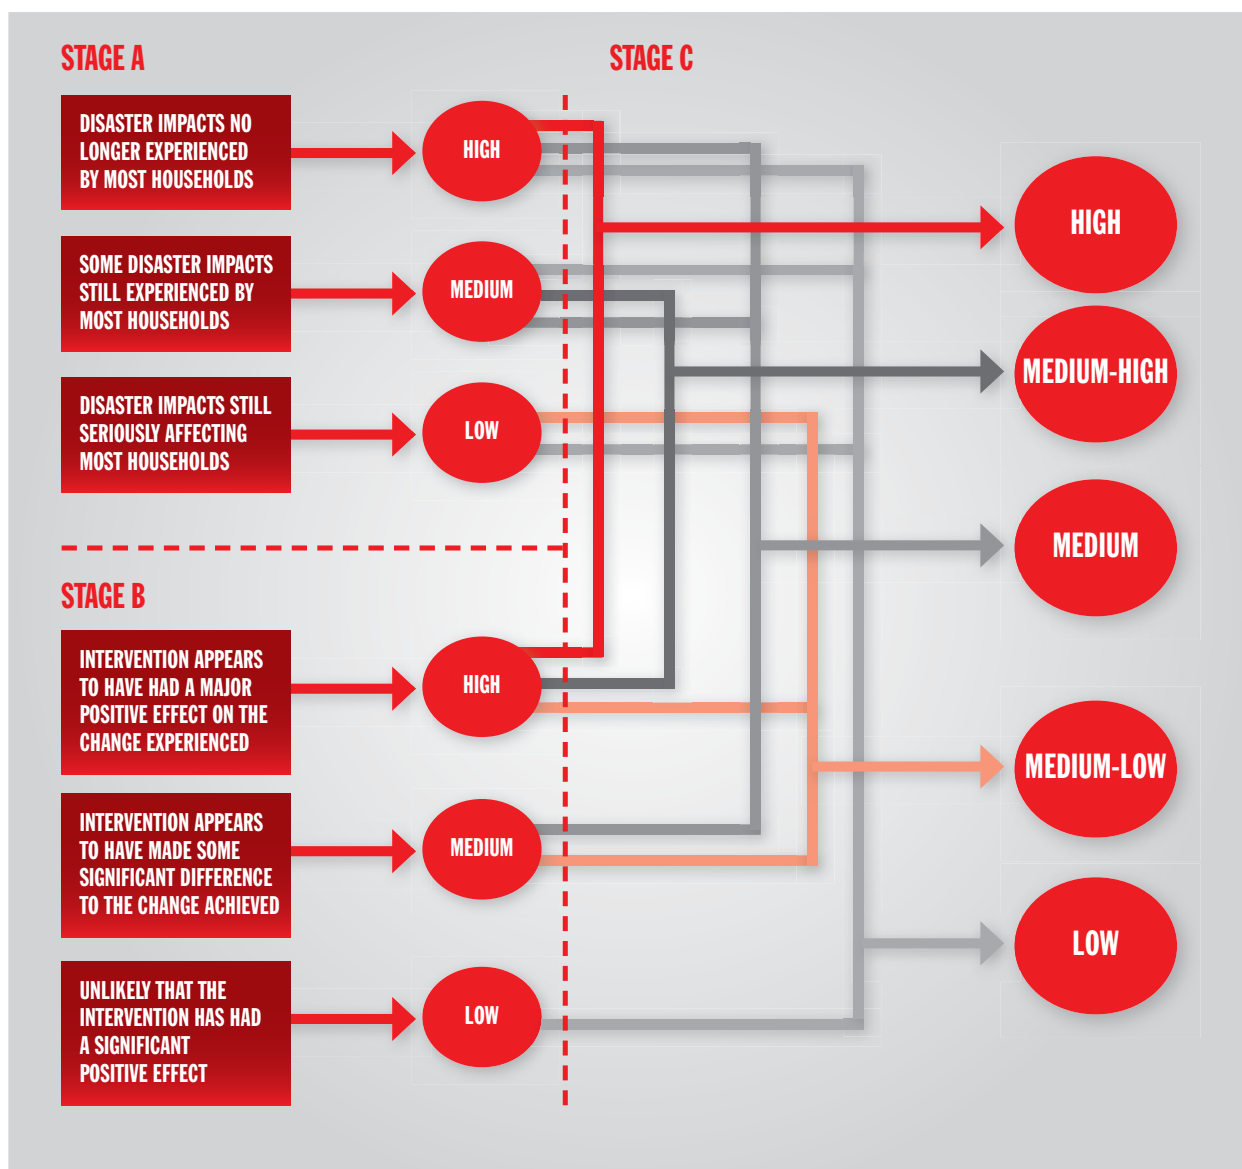 STAGE A
DISASTER IMPACTS NO
LONGER EXPERIENCED
BY MOST HOUSEHOLDS
HIGH
SOME DISASTER IMPACTS
STILL EXPERIENCED BY
MOST HOUSEHOLDS
MEDIUM
DISASTER IMPACTS STILL
SERIOUSLY AFFECTING
MOST HOUSEHOLDS
LOW
STAGE B
INTERVENTION APPEARS
TO HAVE HAD A MAJOR
POSITIVE EFFECT ON THE
CHANGE EXPERIENCED
HIGH
INTERVENTION APPEARS
TO HAVE MADE SOME
SIGNIFICANT DIFFERENCE
TO THE CHANGE ACHIEVED
MEDIUM
UNLIKELY THAT THE
INTERVENTION HAS HAD
A SIGNIFICANT
POSITIVE EFFECT
LOW
STAGE C
HIGH
MEDIUM-HIGH
MEDIUM
MEDIUM-LOW
LOW